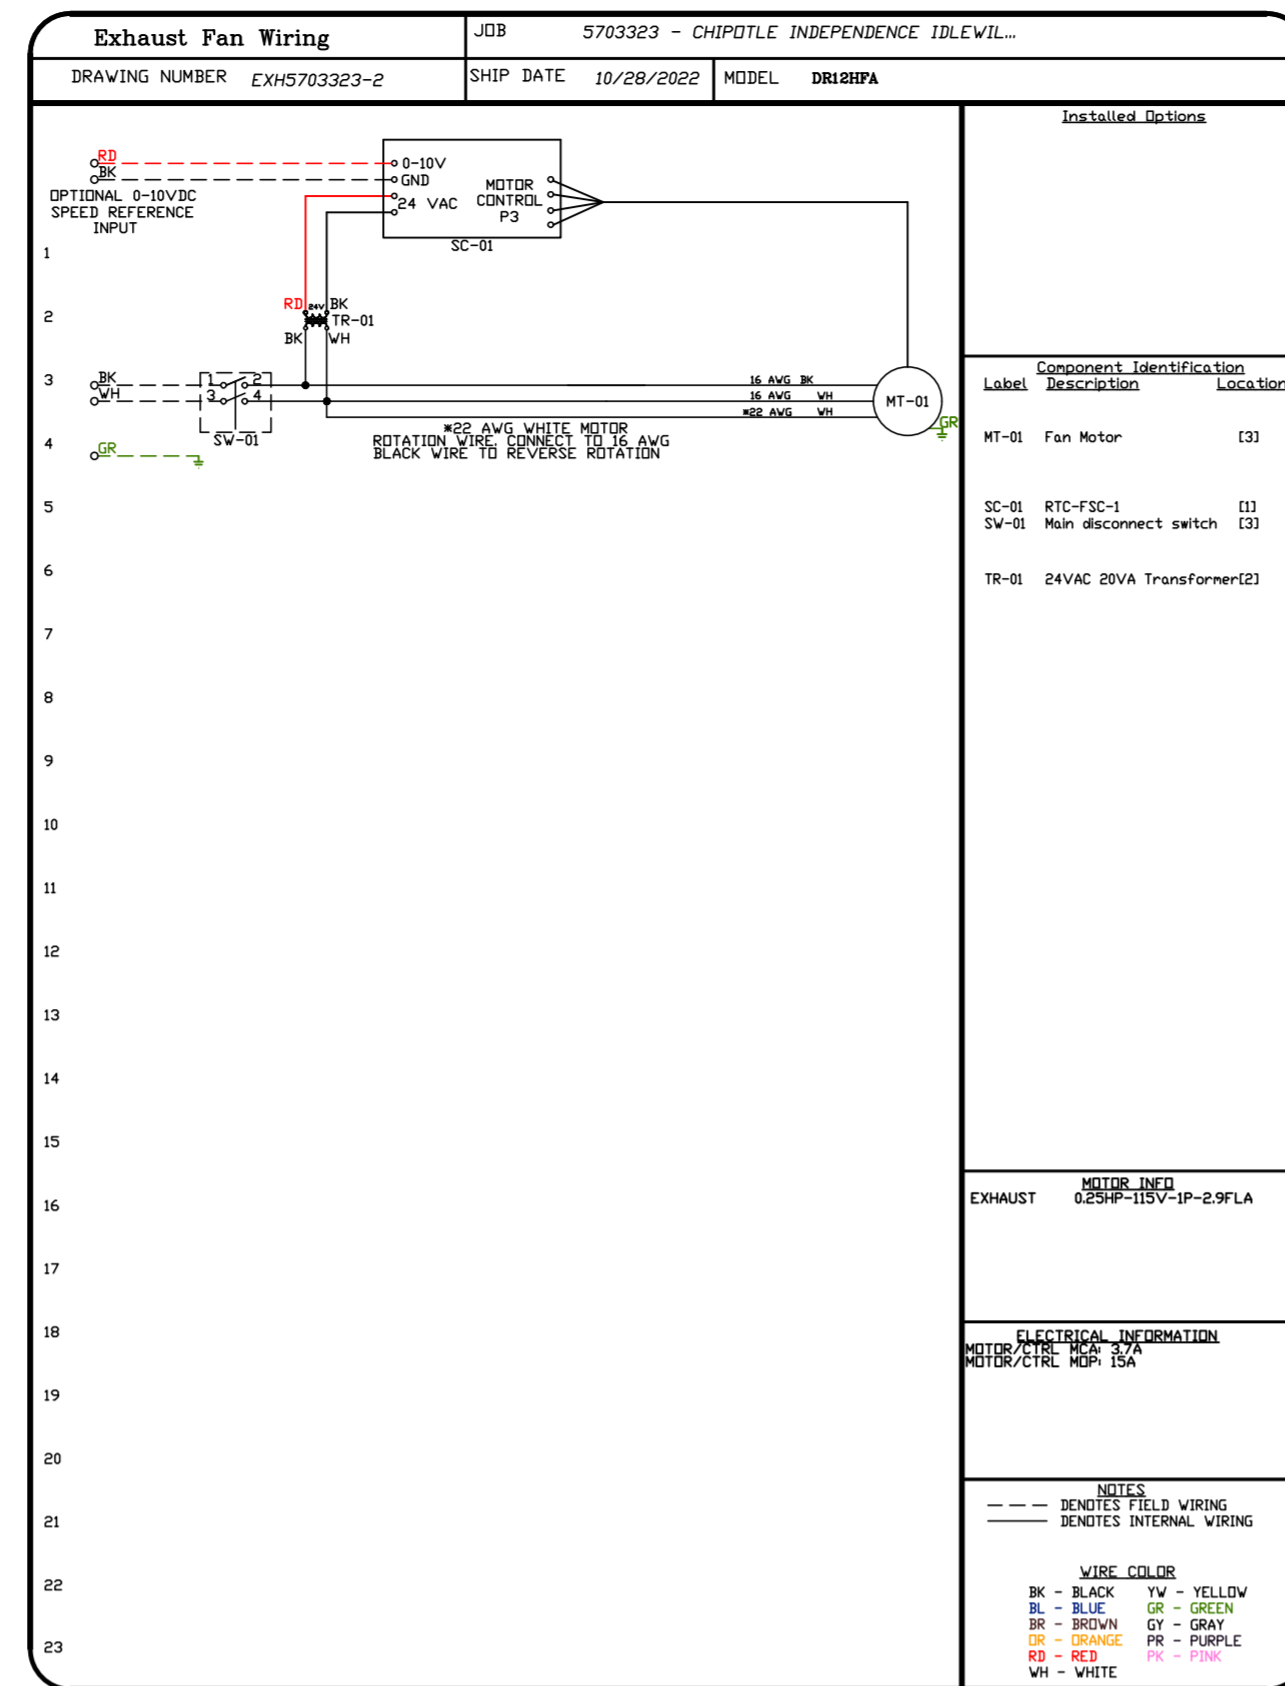 Exhaust Fan Wiring
JOB 5703323 - CHIPOTLE INDEPENDENCE IDLEWIL...
DRAWING NUMBER EXH5703323-2
SHIP DATE 10/28/2022
MODEL DR12HFA
RD
BK
OPTIONAL 0-10VDC
SPEED REFERENCE
INPUT
0-10V
GND
24 VAC
MOTOR
CONTROL
P3
SC-01
RD 24V BK
TR-01
BK WH
BK
WH
1 2
3 4
SW-01
GR
16 AWG BK
16 AWG WH
*22 AWG WH
MT-01
GR
*22 AWG WHITE MOTOR
ROTATION WIRE. CONNECT TO 16 AWG
BLACK WIRE TO REVERSE ROTATION
1
2
3
4
5
6
7
8
9
10
11
12
13
14
15
16
17
18
19
20
21
22
23
Installed Options
Component Identification
Label Description Location
MT-01 Fan Motor [3]
SC-01 RTC-FSC-1 [1]
SW-01 Main disconnect switch [3]
TR-01 24VAC 20VA Transformer[2]
MOTOR INFO
EXHAUST 0.25HP-115V-1P-2.9FLA
ELECTRICAL INFORMATION
MOTOR/CTRL MCA: 3.7A
MOTOR/CTRL MOP: 15A
NOTES
DENOTES FIELD WIRING
DENOTES INTERNAL WIRING
WIRE COLOR
BK - BLACK YW - YELLOW
BL - BLUE GR - GREEN
BR - BROWN GY - GRAY
OR - ORANGE PR - PURPLE
RD - RED PK - PINK
WH - WHITE